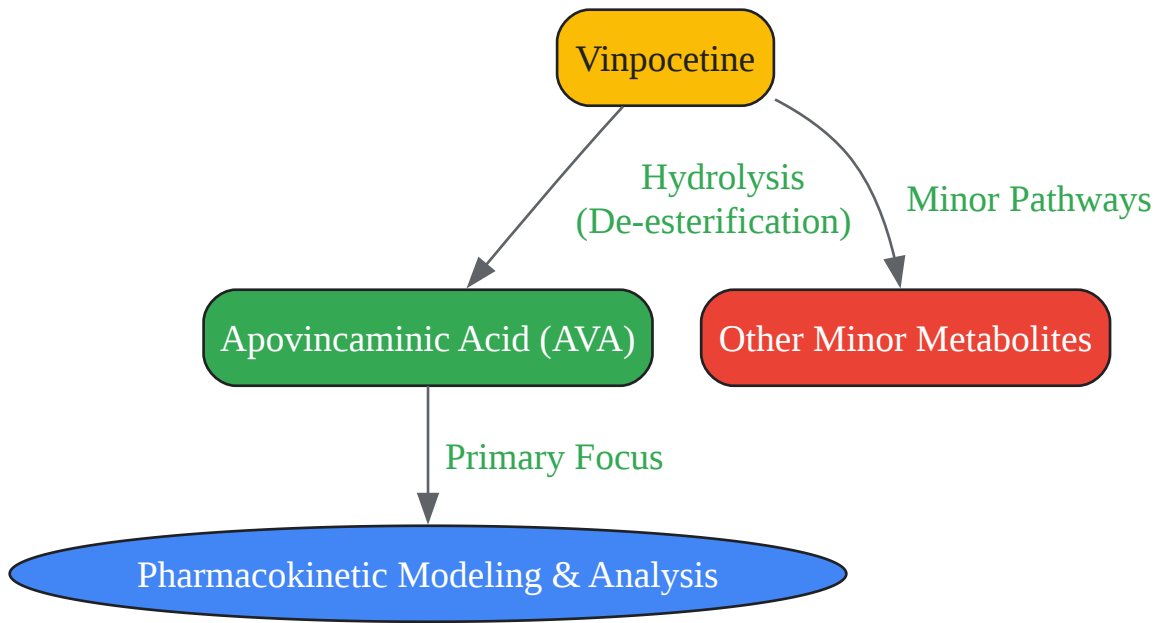 Vinpocetine
Hydrolysis
(De-esterification)
Minor Pathways
Apovincaminic Acid (AVA)
Other Minor Metabolites
Primary Focus
Pharmacokinetic Modeling & Analysis